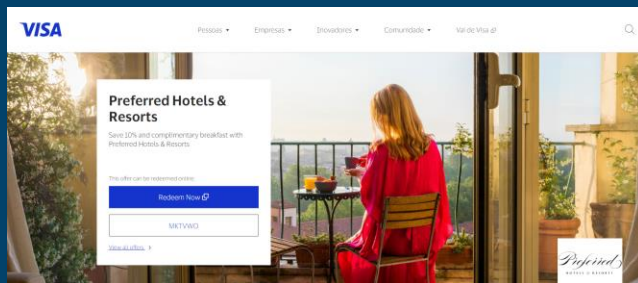 VISA
Pessoas
Empresas
Inovadores
Comunidade
Vai de Visa
Preferred Hotels &
Resorts
Save 10% and complimentary breakfast with
Preferred Hotels & Resorts
This offer can be redeemed online
Redeem Now
MKTVWO
View all offers
Preferred
HOTELS & RESORTS